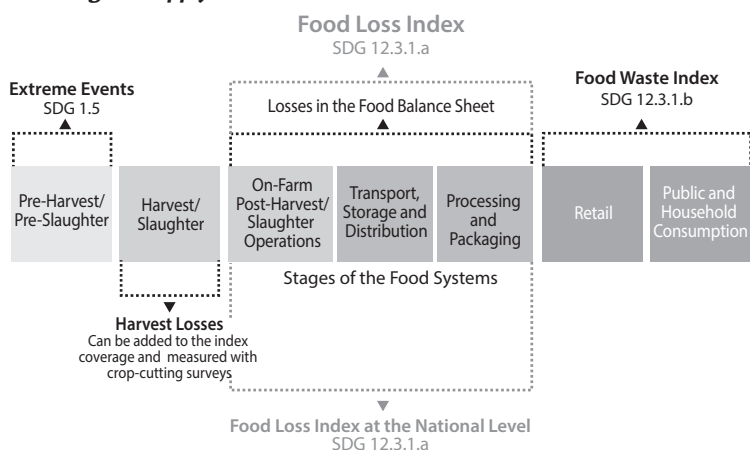 Food Loss Index
SDG 12.3.1.a
Extreme Events
SDG 1.5
Losses in the Food Balance Sheet
Food Waste Index
SDG 12.3.1.b
Pre-Harvest/
Pre-Slaughter
Harvest/
Slaughter
On-Farm
Post-Harvest/
Slaughter
Operations
Transport,
Storage and
Distribution
Processing
and
Packaging
Retail
Public and
Household
Consumption
Stages of the Food Systems
Harvest Losses
Can be added to the index
coverage and measured with
crop-cutting surveys
Food Loss Index at the National Level
SDG 12.3.1.a